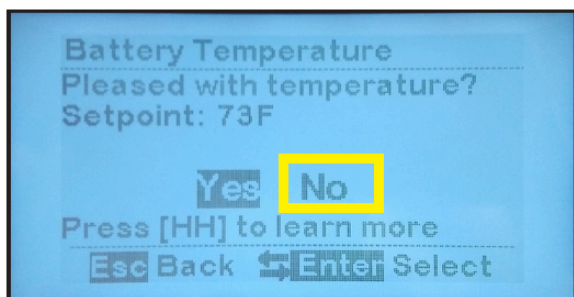 Battery Temperature
Pleased with temperature?
Setpoint: 73F
Yes No
Press [HH] to learn more
Esc Back ⇆ Enter Select